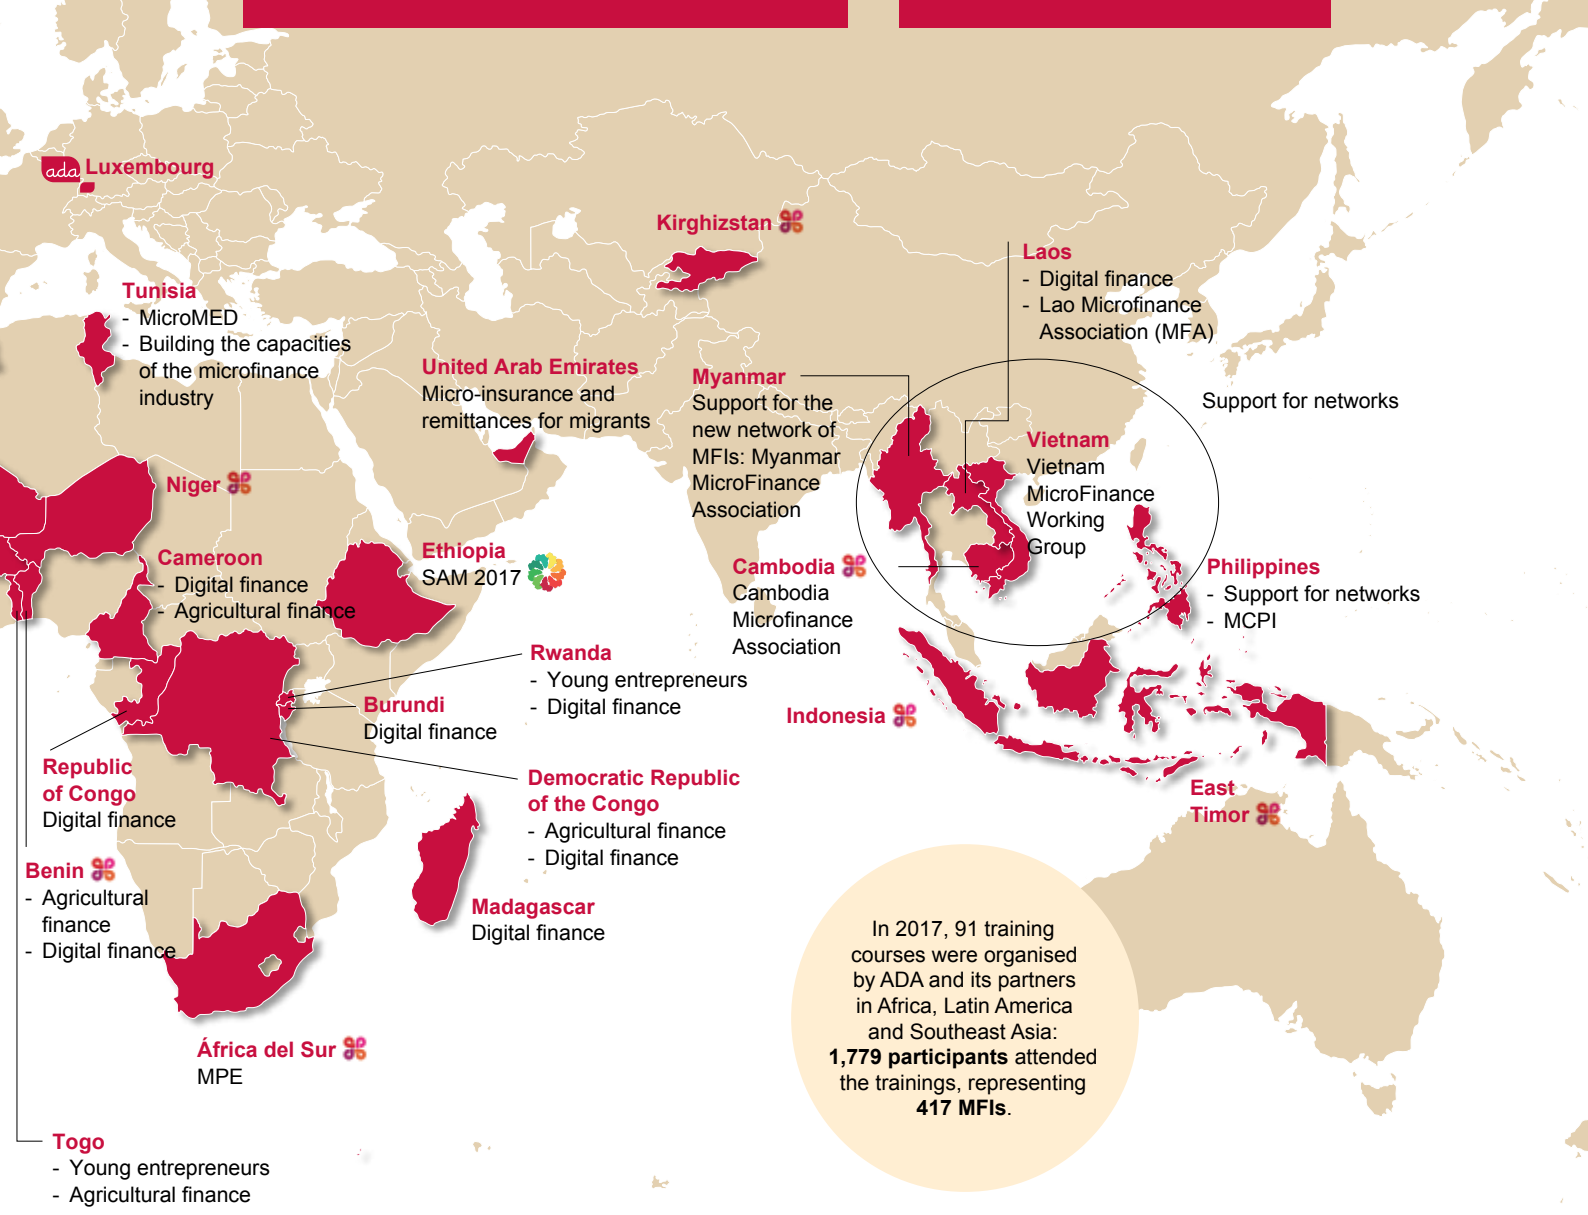 ada Luxembourg
Kirghizstan
Laos
- Digital finance
- Lao Microfinance
Association (MFA)
Tunisia
- MicroMED
- Building the capacities
of the microfinance
industry
United Arab Emirates
Micro-insurance and
remittances for migrants
Myanmar
Support for the
new network of
MFIs: Myanmar
MicroFinance
Association
Support for networks
Vietnam
Vietnam
MicroFinance
Working
Group
Niger
Cameroon
- Digital finance
- Agricultural finance
Ethiopia
SAM 2017
Cambodia
Cambodia
Microfinance
Association
Philippines
- Support for networks
- MCPI
Rwanda
- Young entrepreneurs
- Digital finance
Burundi
Digital finance
Indonesia
Republic
of Congo
Digital finance
Democratic Republic
of the Congo
- Agricultural finance
- Digital finance
East
Timor
Benin
- Agricultural
finance
- Digital finance
Madagascar
Digital finance
In 2017, 91 training
courses were organised
by ADA and its partners
in Africa, Latin America
and Southeast Asia:
1,779 participants attended
the trainings, representing
417 MFIs.
África del Sur
MPE
Togo
- Young entrepreneurs
- Agricultural finance